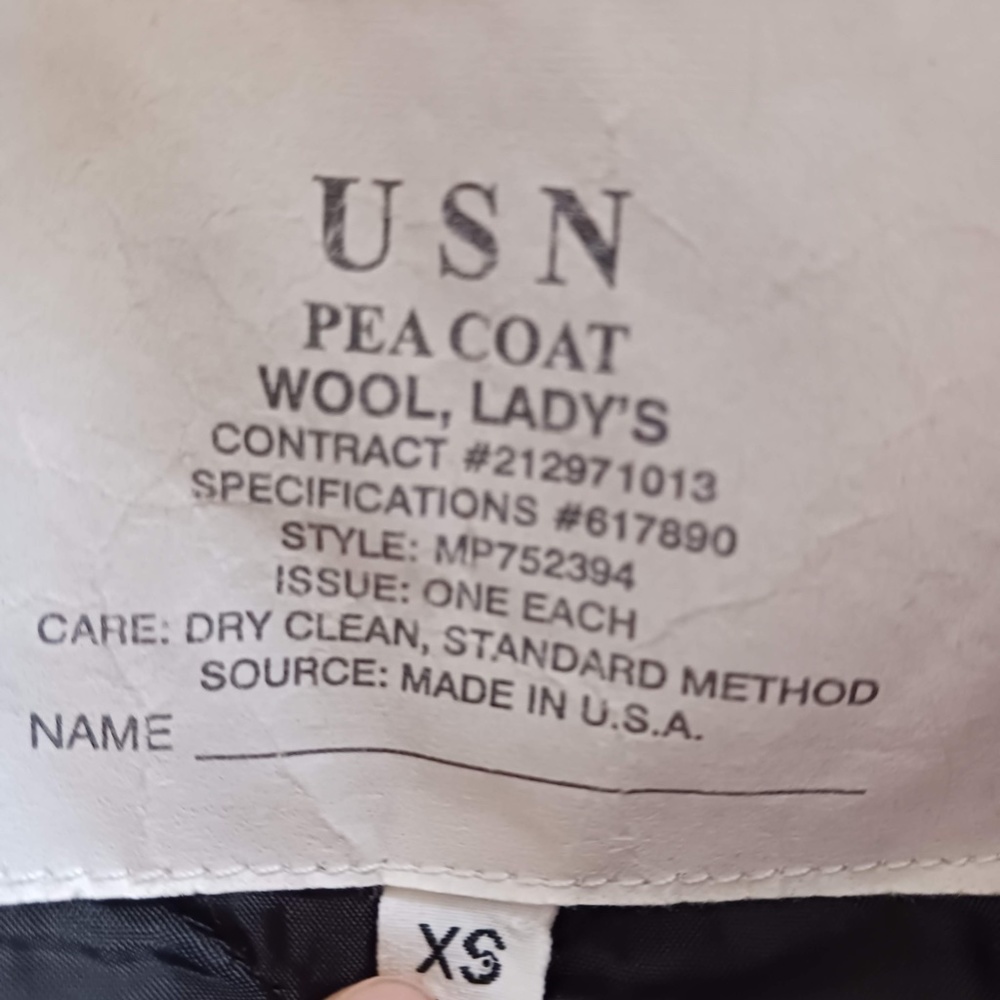 U S N
PEA COAT
WOOL, LADY'S
CONTRACT #212971013
SPECIFICATIONS #617890
STYLE: MP752394
ISSUE: ONE EACH
CARE: DRY CLEAN, STANDARD METHOD
SOURCE: MADE IN U.S.A.
NAME
XS